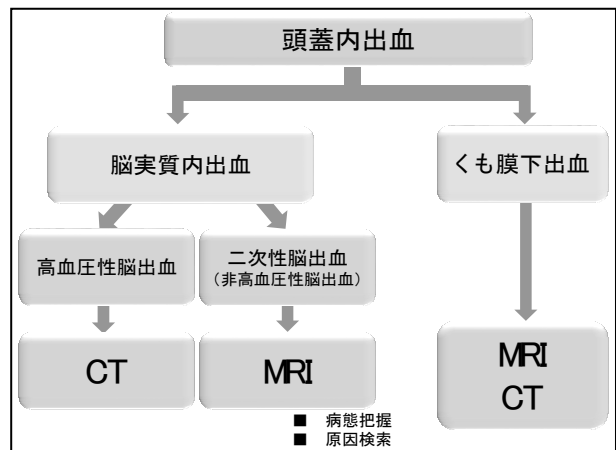 頭蓋内出血
脳実質内出血
くも膜下出血
高血圧性脳出血
二次性脳出血
(非高血圧性脳出血)
CT
MRI
MRI
CT
■ 病態把握
■ 原因検索